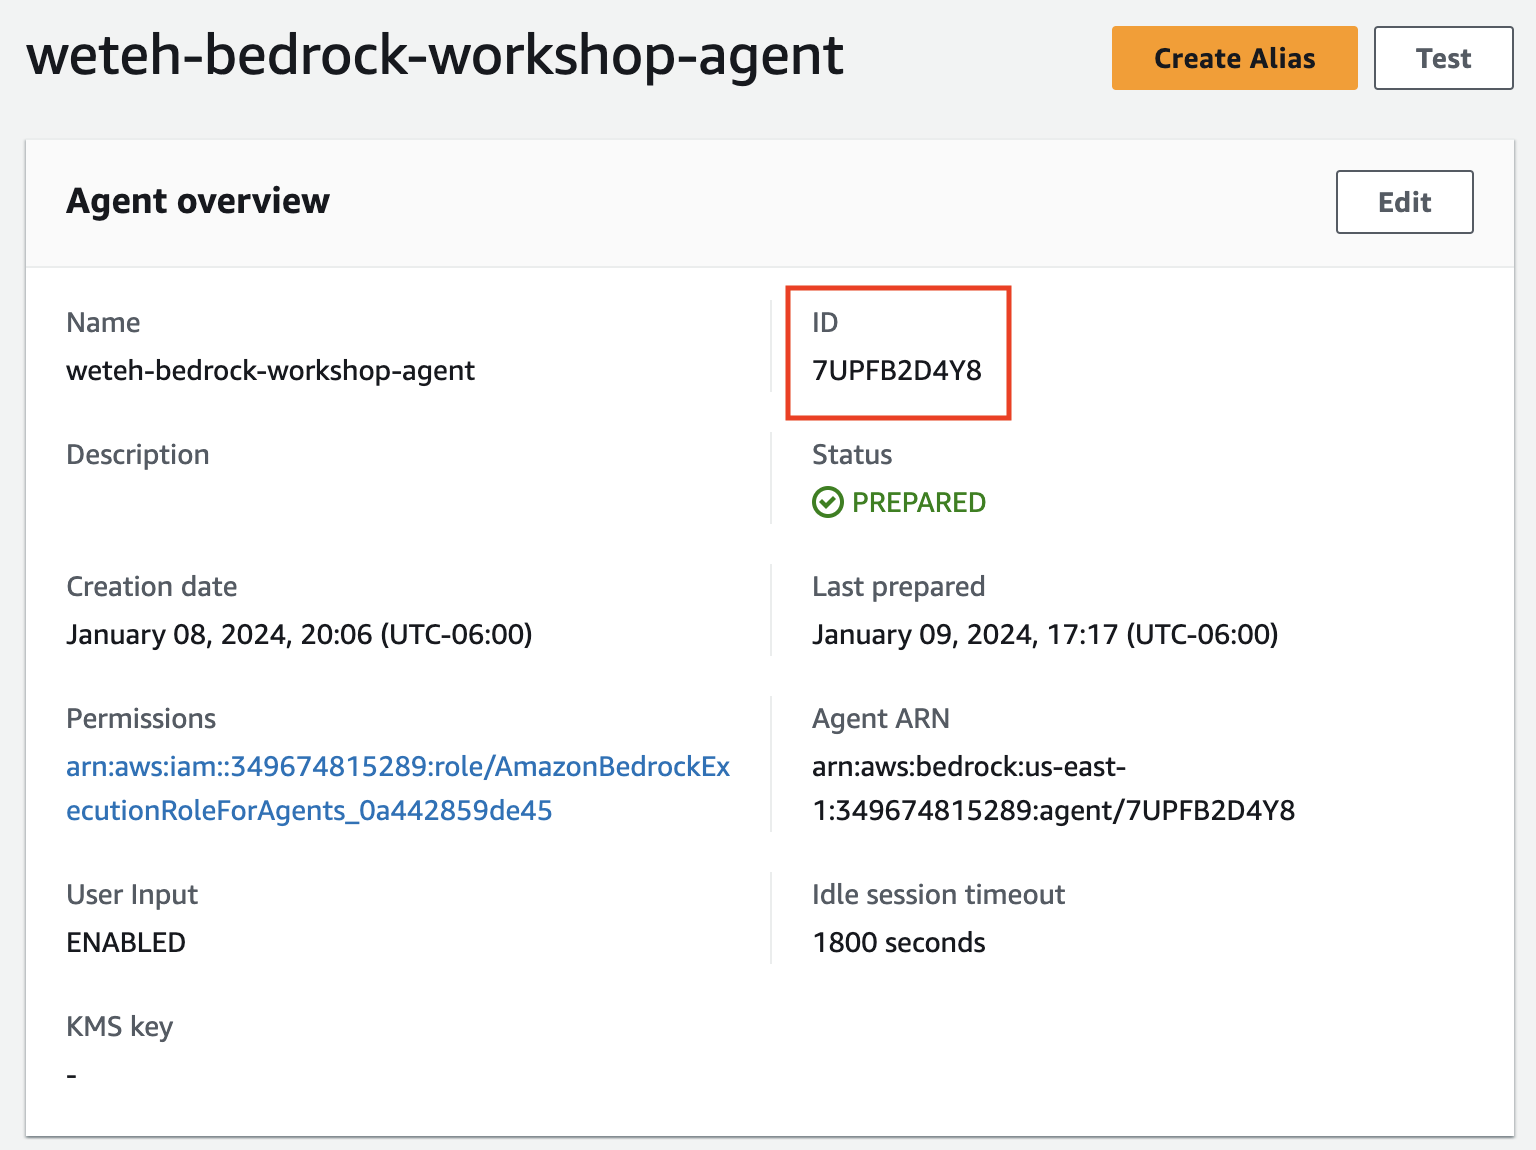 weteh-bedrock-workshop-agent
Create Alias
Test
Agent overview
Edit
Name
weteh-bedrock-workshop-agent
ID
7UPFB2D4Y8
Description
Status
PREPARED
Creation date
January 08, 2024, 20:06 (UTC-06:00)
Last prepared
January 09, 2024, 17:17 (UTC-06:00)
Permissions
arn:aws:iam::349674815289:role/AmazonBedrockEx
ecutionRoleForAgents_0a442859de45
Agent ARN
arn:aws:bedrock:us-east-
1:349674815289:agent/7UPFB2D4Y8
User Input
ENABLED
Idle session timeout
1800 seconds
KMS key
-